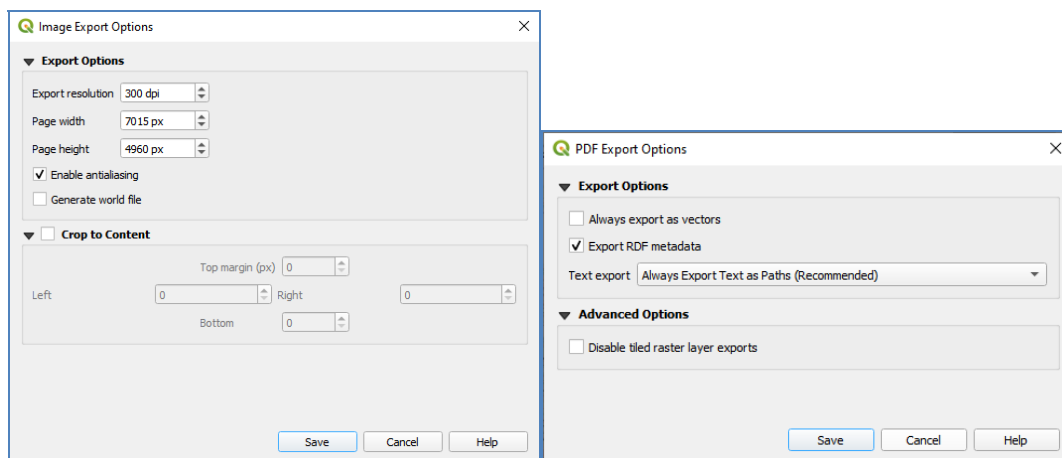 Image Export Options
Export Options
Export resolution 300 dpi
Page width 7015 px
Page height 4960 px
Enable antialiasing
Generate world file
Crop to Content
Top margin (px) 0
Left 0 Right 0
Bottom 0
Save Cancel Help
PDF Export Options
Export Options
Always export as vectors
Export RDF metadata
Text export Always Export Text as Paths (Recommended)
Advanced Options
Disable tiled raster layer exports
Save Cancel Help